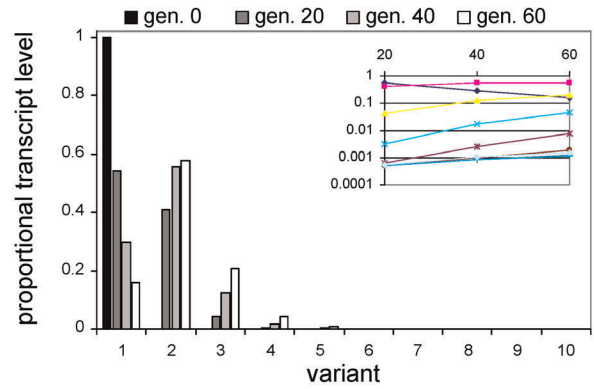 gen. 0 gen. 20 gen. 40 gen. 60
proportional transcript level
1
0.8
0.6
0.4
0.2
0
1 2 3 4 5 6 7 8 9 10
variant
20 40 60
1
0.1
0.01
0.001
0.0001